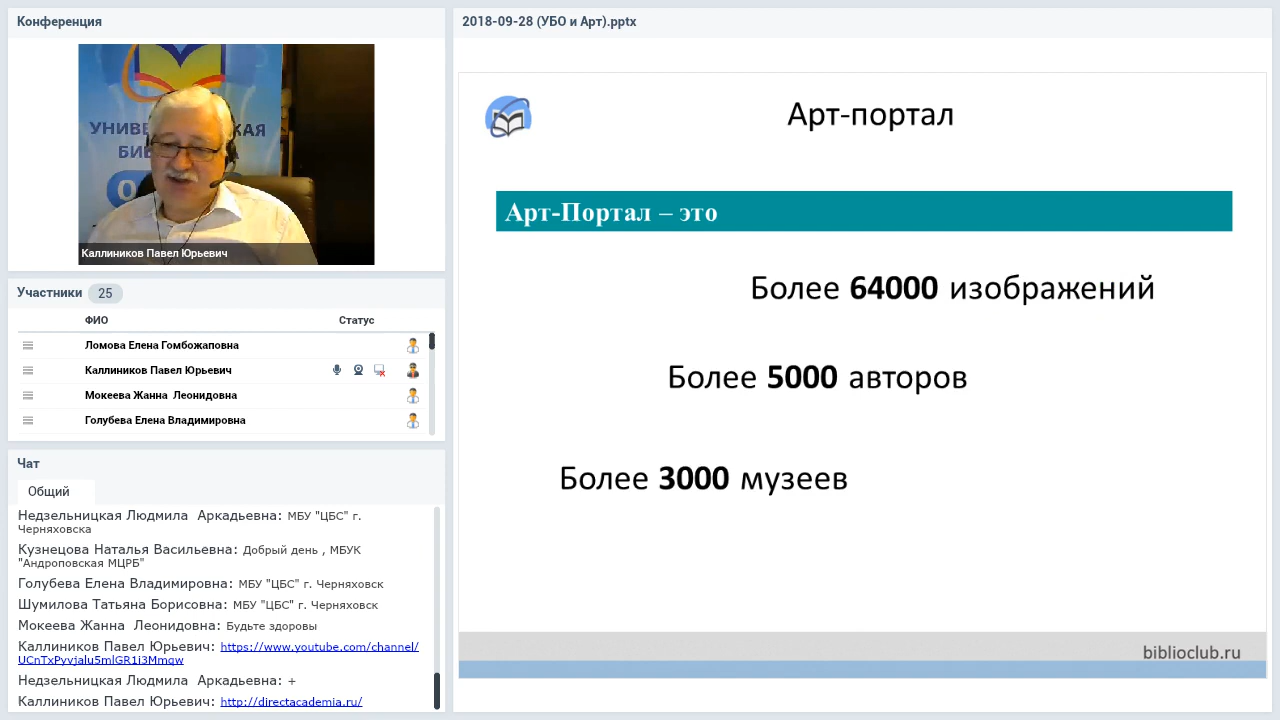 Конференция
УНИВЕ КАЯ
БИБ А
О
Каллиников Павел Юрьевич
Участники 25
ФИО Статус
Ломова Елена Гомбожаповна
Каллиников Павел Юрьевич
Мокеева Жанна Леонидовна
Голубева Елена Владимировна
Чат
Общий
Недзельницкая Людмила Аркадьевна: МБУ "ЦБС" г.
Черняховска
Кузнецова Наталья Васильевна: Добрый день , МБУК
"Андроповская МЦРБ"
Голубева Елена Владимировна: МБУ "ЦБС" г. Черняховск
Шумилова Татьяна Борисовна: МБУ "ЦБС" г. Черняховск
Мокеева Жанна Леонидовна: Будьте здоровы
Каллиников Павел Юрьевич: https://www.youtube.com/channel/
UCnTxPyvjalu5mlGR1i3Mmqw
Недзельницкая Людмила Аркадьевна: +
Каллиников Павел Юрьевич: http://directacademia.ru/
2018-09-28 (УБО и Арт).pptx
Арт-портал
Арт-Портал – это
Более 64000 изображений
Более 5000 авторов
Более 3000 музеев
biblioclub.ru